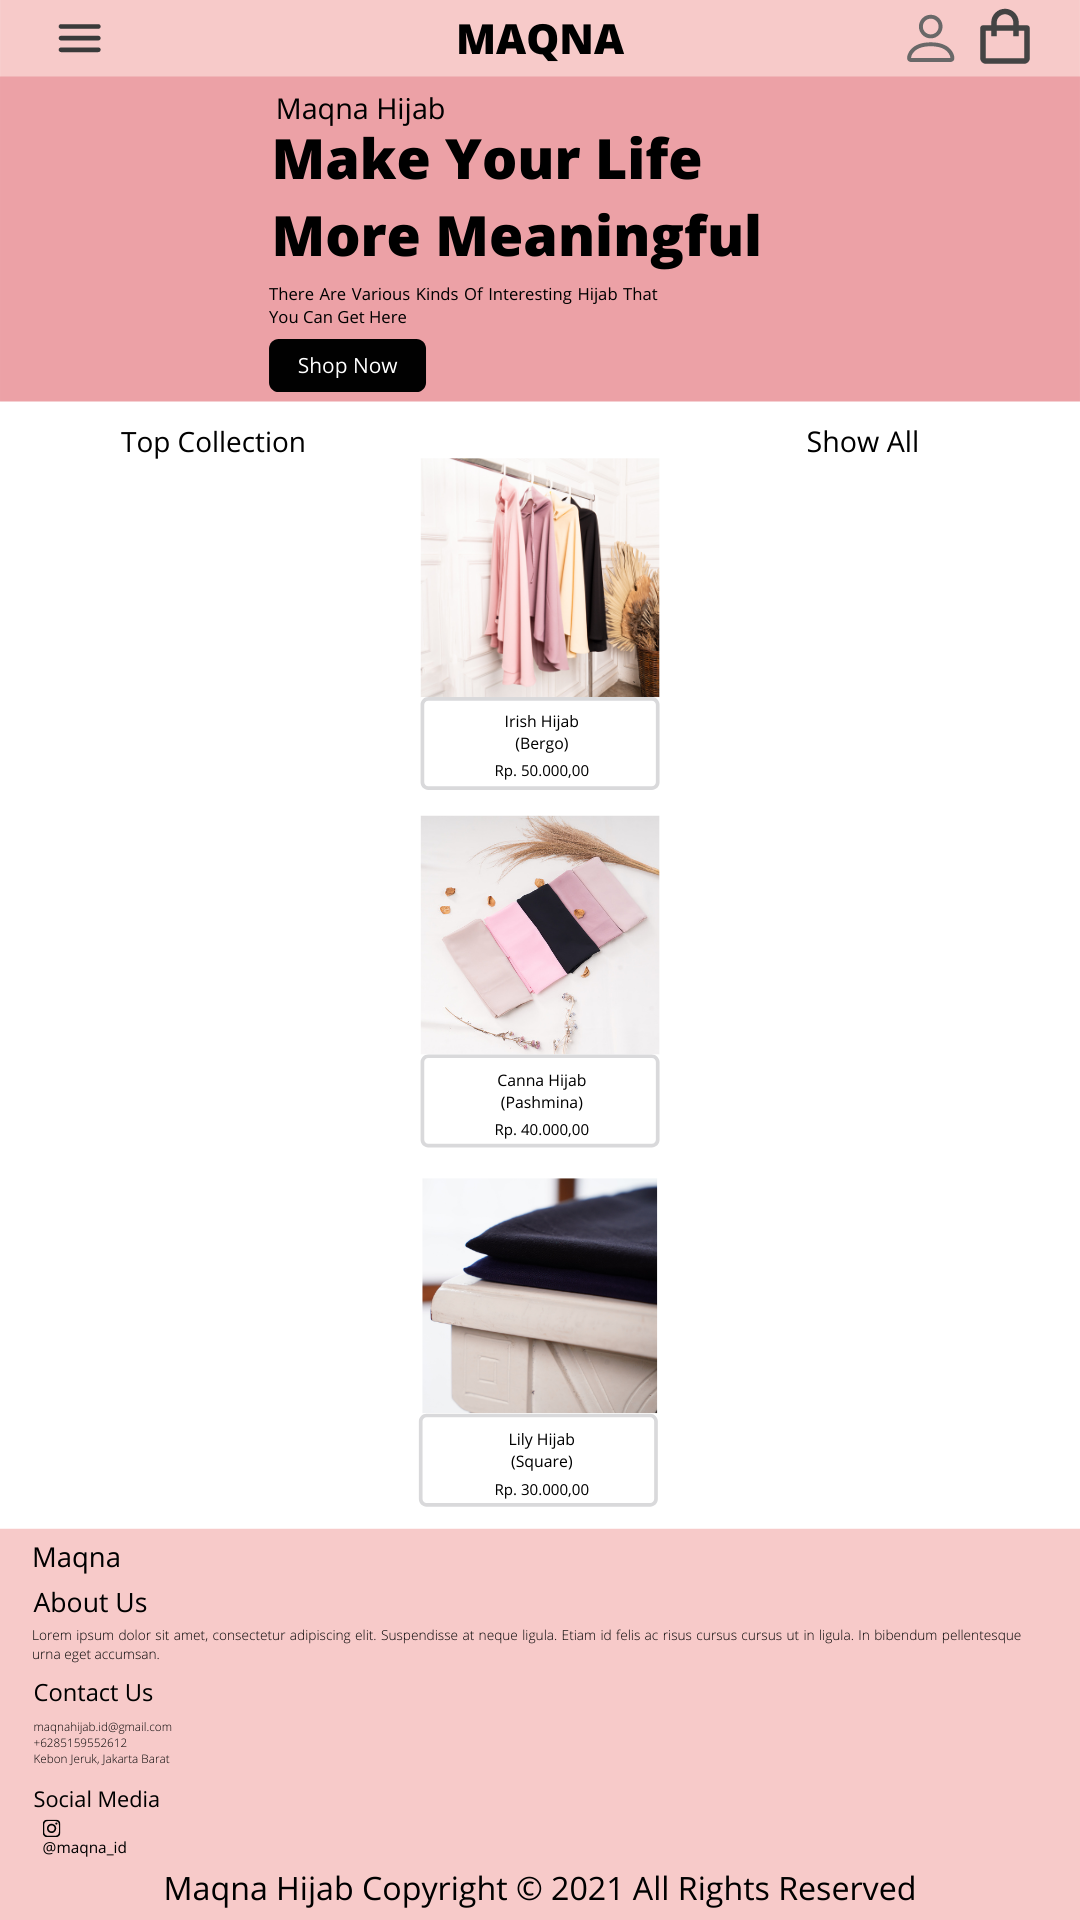 MAQNA
Maqna Hijab
Make Your Life
More Meaningful
There Are Various Kinds Of Interesting Hijab That
You Can Get Here
Shop Now
Top Collection
Show All
Irish Hijab
(Bergo)
Rp. 50.000,00
Canna Hijab
(Pashmina)
Rp. 40.000,00
Lily Hijab
(Square)
Rp. 30.000,00
Maqna
About Us
Lorem ipsum dolor sit amet, consectetur adipiscing elit. Suspendisse at neque ligula. Etiam id felis ac risus cursus cursus ut in ligula. In bibendum pellentesque
urna eget accumsan.
Contact Us
maqnahijab.id@gmail.com
+6285159552612
Kebon Jeruk, Jakarta Barat
Social Media
@maqna_id
Maqna Hijab Copyright © 2021 All Rights Reserved